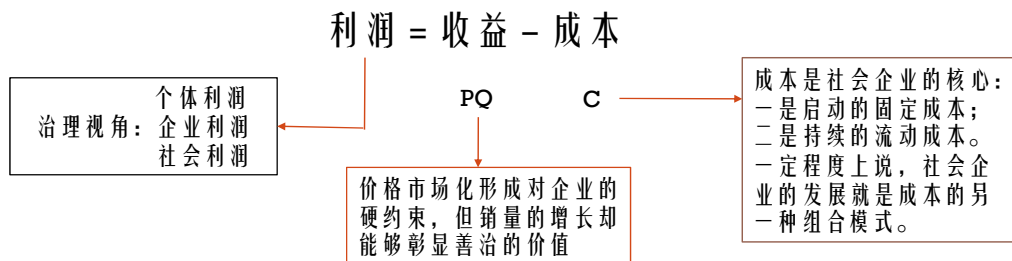 利润 = 收益 – 成本
个体利润
治理视角：企业利润
社会利润
PQ
C
价格市场化形成对企业的
硬约束，但销量的增长却
能够彰显善治的价值
成本是社会企业的核心：
一是启动的固定成本；
二是持续的流动成本。
一定程度上说，社会企
业的发展就是成本的另
一种组合模式。